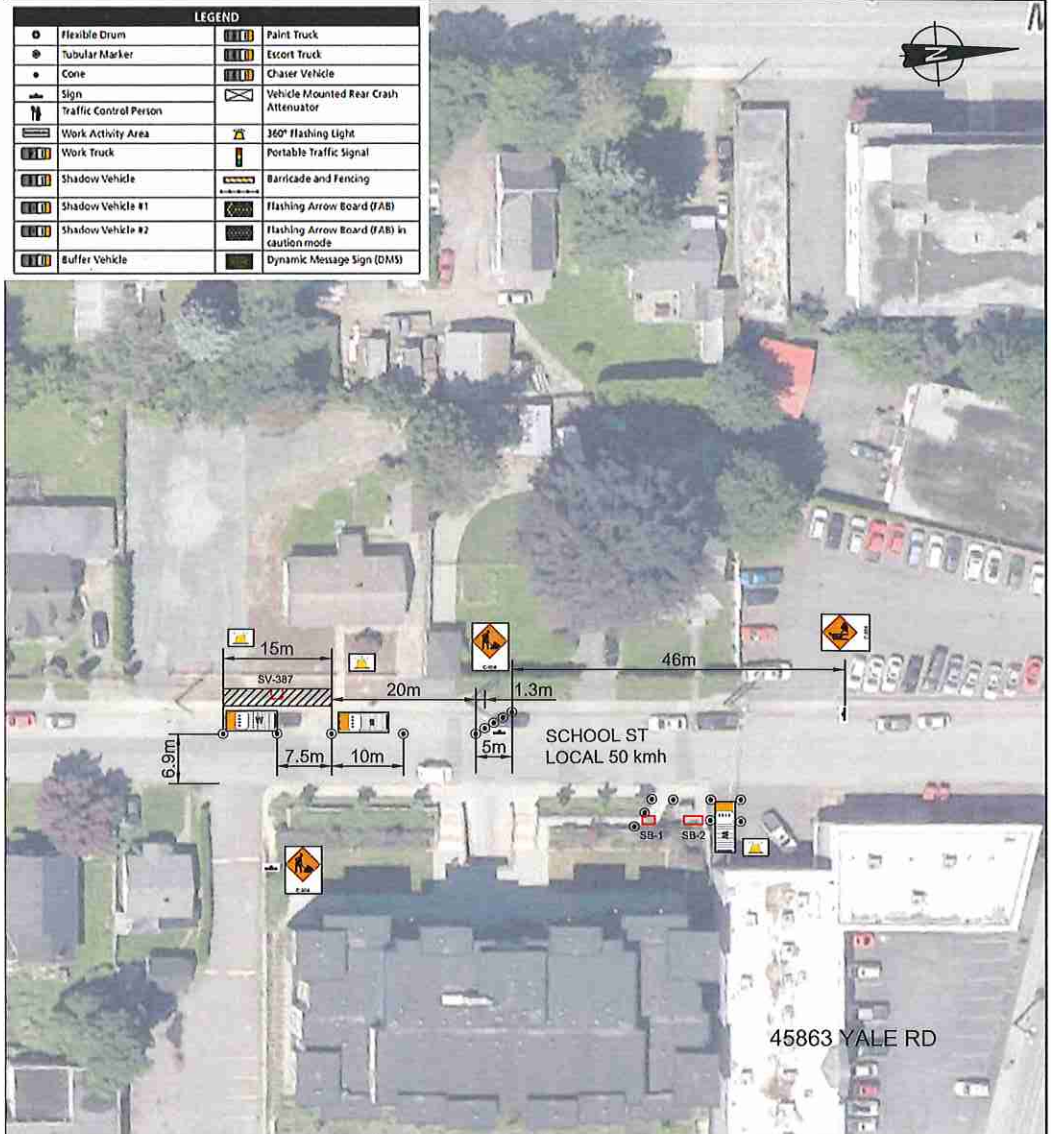 LEGEND
Flexible Drum
Tubular Marker
Cone
Sign
Traffic Control Person
Work Activity Area
Work Truck
Shadow Vehicle
Shadow Vehicle #1
Shadow Vehicle #2
Buffer Vehicle
Paint Truck
Escort Truck
Chaser Vehicle
Vehicle Mounted Rear Crash
Attenuator
360° Flashing Light
Portable Traffic Signal
Barricade and Fencing
Flashing Arrow Board (FAB)
Flashing Arrow Board (FAB) in
caution mode
Dynamic Message Sign (DMS)
N
15m
SV-387
46m
20m
1.3m
5m
SCHOOL ST
LOCAL 50 kmh
6.9m
7.5m
10m
SB-1
SB-2
45863 YALE RD